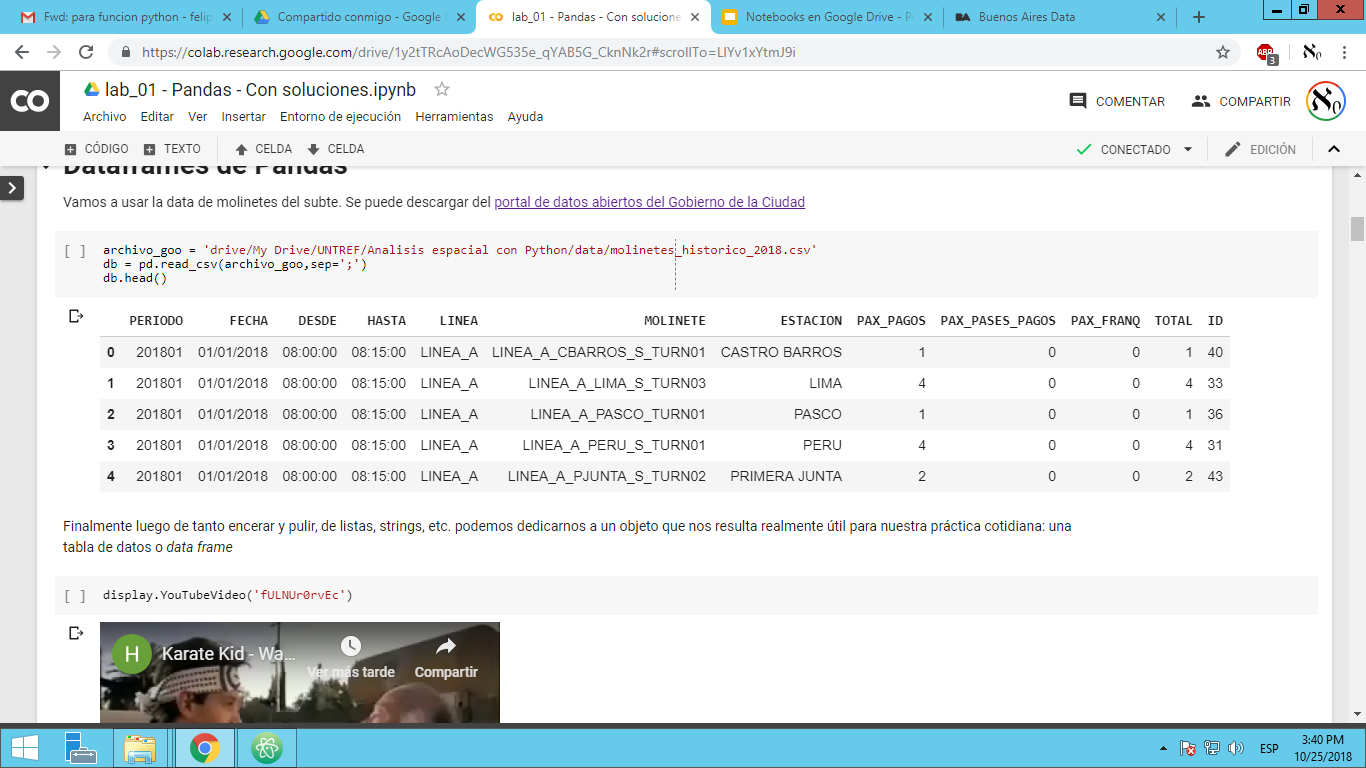 Fwd: para funcion python - felip
Compartido conmigo - Google
lab_01 - Pandas - Con solucione
Notebooks en Google Drive - P
BA Buenos Aires Data
https://colab.research.google.com/drive/1y2tTRcAoDecWG535e_qYAB5G_CknNk2r#scrollTo=LlYv1xYtmJ9i
ABP 3
ℵ0
CO
lab_01 - Pandas - Con soluciones.ipynb
COMENTAR COMPARTIR ℵ0
Archivo Editar Ver Insertar Entorno de ejecución Herramientas Ayuda
CÓDIGO TEXTO CELDA CELDA CONECTADO EDICIÓN
Dataframes de Pandas
Vamos a usar la data de molinetes del subte. Se puede descargar del portal de datos abiertos del Gobierno de la Ciudad
[ ] archivo_goo = 'drive/My Drive/UNTREF/Analisis espacial con Python/data/molinetes_historico_2018.csv'
db = pd.read_csv(archivo_goo,sep=';')
db.head()
PERIODO FECHA DESDE HASTA LINEA MOLINETE ESTACION PAX_PAGOS PAX_PASES_PAGOS PAX_FRANQ TOTAL ID
0 201801 01/01/2018 08:00:00 08:15:00 LINEA_A LINEA_A_CBARROS_S_TURN01 CASTRO BARROS 1 0 0 1 40
1 201801 01/01/2018 08:00:00 08:15:00 LINEA_A LINEA_A_LIMA_S_TURN03 LIMA 4 0 0 4 33
2 201801 01/01/2018 08:00:00 08:15:00 LINEA_A LINEA_A_PASCO_TURN01 PASCO 1 0 0 1 36
3 201801 01/01/2018 08:00:00 08:15:00 LINEA_A LINEA_A_PERU_S_TURN01 PERU 4 0 0 4 31
4 201801 01/01/2018 08:00:00 08:15:00 LINEA_A LINEA_A_PJUNTA_S_TURN02 PRIMERA JUNTA 2 0 0 2 43
Finalmente luego de tanto encerar y pulir, de listas, strings, etc. podemos dedicarnos a un objeto que nos resulta realmente útil para nuestra práctica cotidiana: una
tabla de datos o data frame
[ ] display.YouTubeVideo('fULNUr0rvEc')
H Karate Kid - Wa...
Ver más tarde Compartir
ESP
3:40 PM
10/25/2018